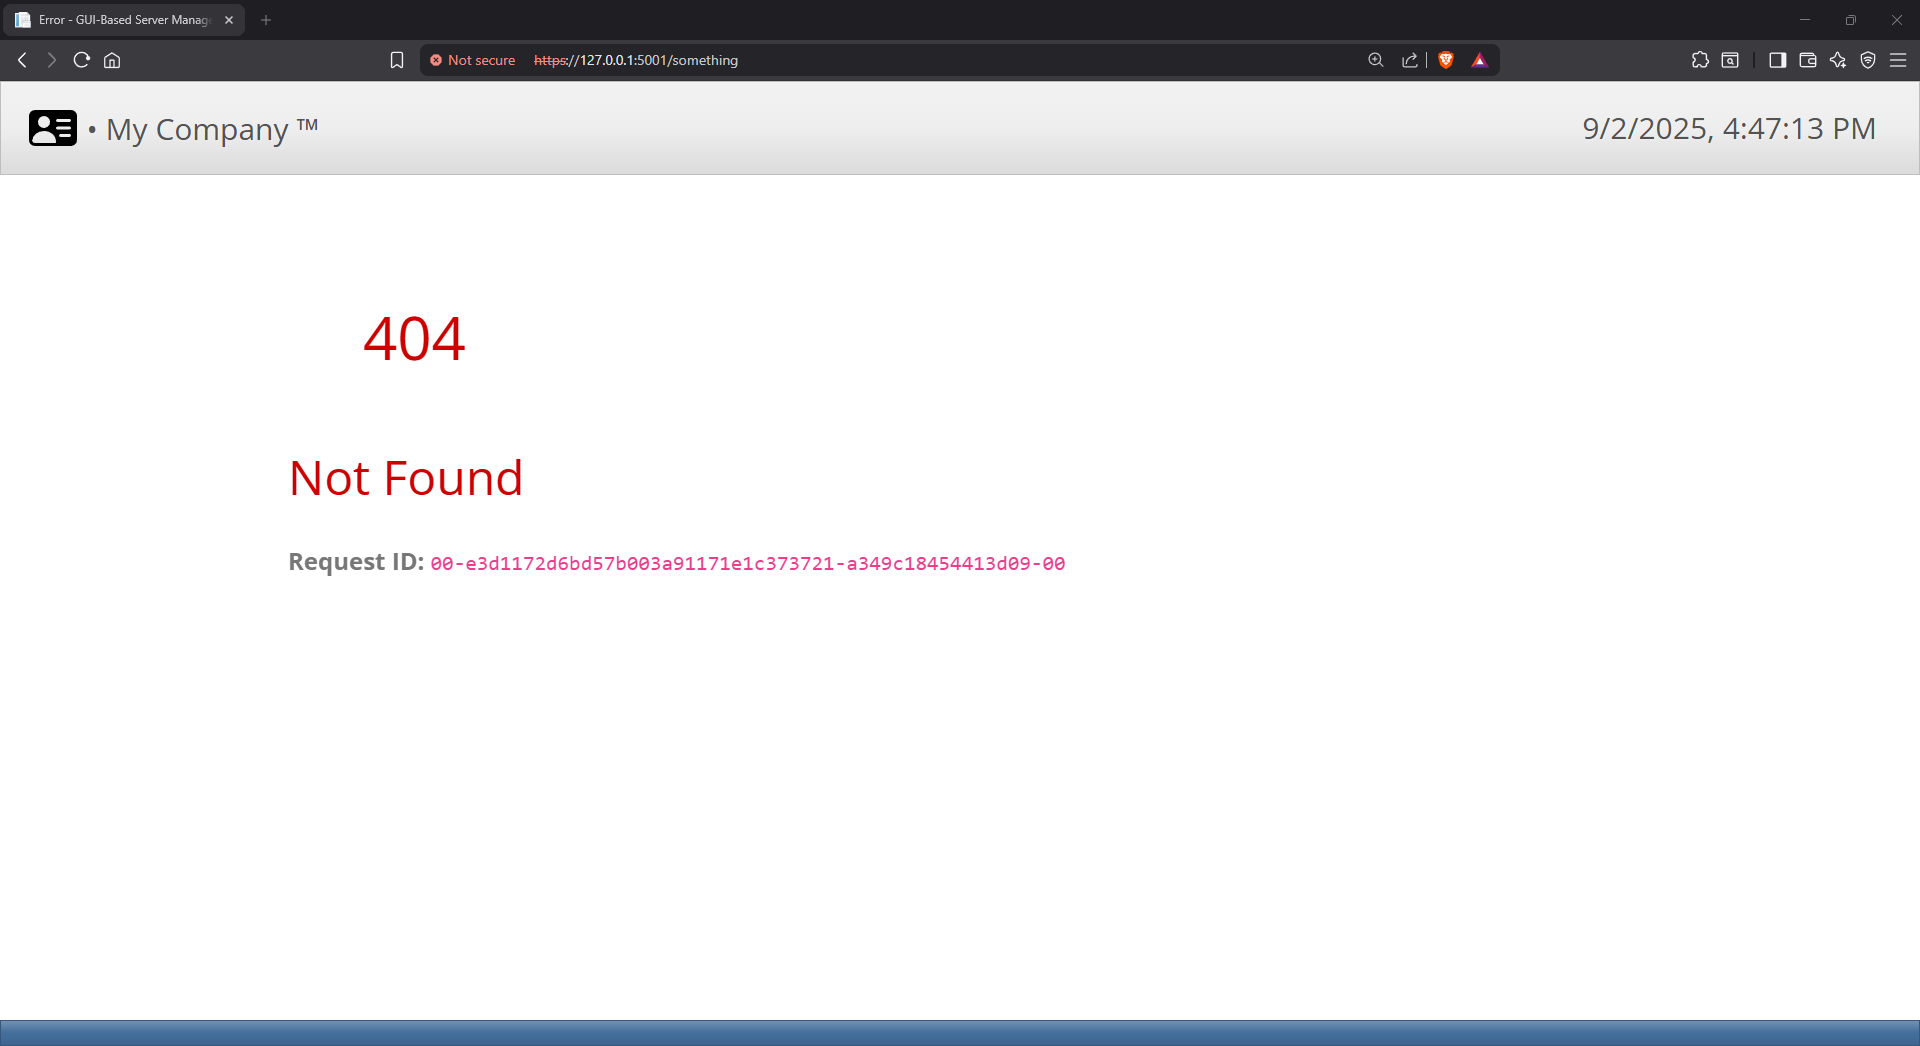 Error - GUI-Based Server Manag
Not secure https://127.0.0.1:5001/something
• My Company ™
9/2/2025, 4:47:13 PM
404
Not Found
Request ID: 00-e3d1172d6bd57b003a91171e1c373721-a349c18454413d09-00